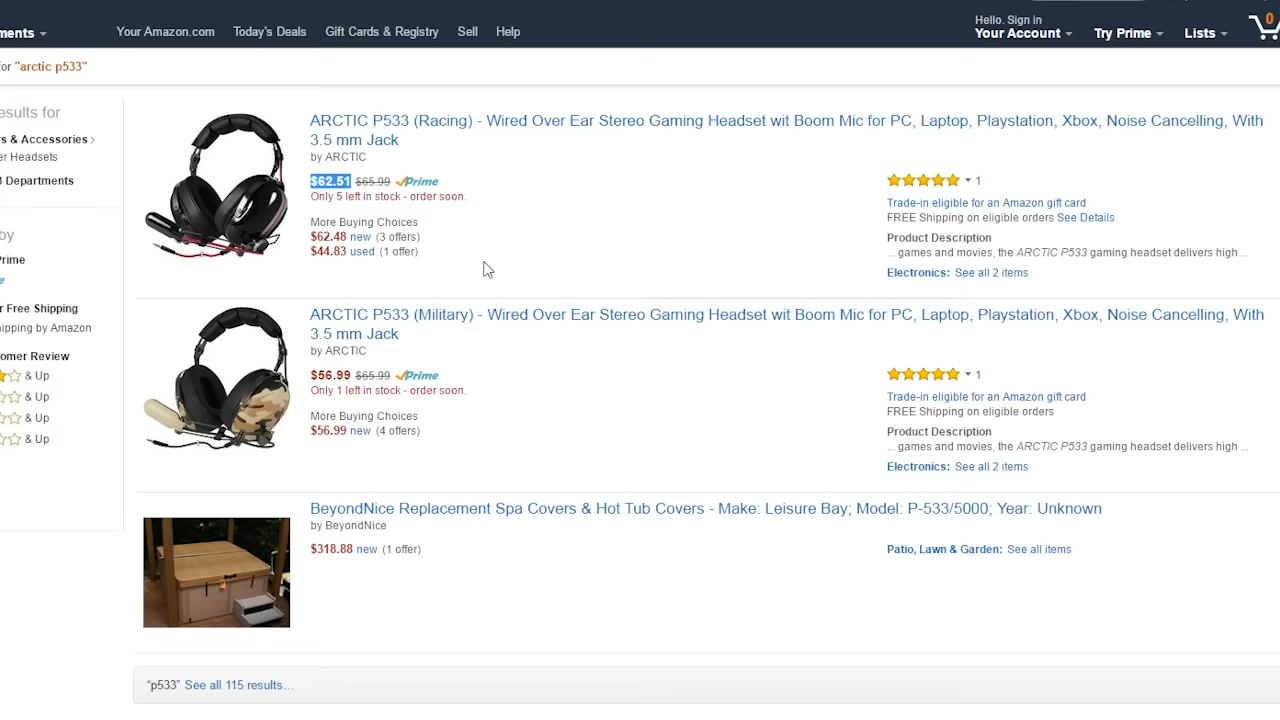 ments
Your Amazon.com Today's Deals Gift Cards & Registry Sell Help
Hello. Sign in
Your Account Try Prime Lists 0
or "arctic p533"
esults for
s & Accessories
er Headsets
Departments
by
Prime
e
r Free Shipping
ipping by Amazon
omer Review
& Up
& Up
& Up
& Up
ARCTIC P533 (Racing) - Wired Over Ear Stereo Gaming Headset wit Boom Mic for PC, Laptop, Playstation, Xbox, Noise Cancelling, With
3.5 mm Jack
by ARCTIC
$62.51 $65.99 Prime
Only 5 left in stock - order soon.
More Buying Choices
$62.48 new (3 offers)
$44.83 used (1 offer)
1
Trade-in eligible for an Amazon gift card
FREE Shipping on eligible orders See Details
Product Description
... games and movies, the ARCTIC P533 gaming headset delivers high ...
Electronics: See all 2 items
ARCTIC P533 (Military) - Wired Over Ear Stereo Gaming Headset wit Boom Mic for PC, Laptop, Playstation, Xbox, Noise Cancelling, With
3.5 mm Jack
by ARCTIC
$56.99 $65.99 Prime
Only 1 left in stock - order soon.
More Buying Choices
$56.99 new (4 offers)
1
Trade-in eligible for an Amazon gift card
FREE Shipping on eligible orders
Product Description
... games and movies, the ARCTIC P533 gaming headset delivers high ...
Electronics: See all 2 items
BeyondNice Replacement Spa Covers & Hot Tub Covers - Make: Leisure Bay; Model: P-533/5000; Year: Unknown
by BeyondNice
$318.88 new (1 offer)
Patio, Lawn & Garden: See all items
"p533" See all 115 results...